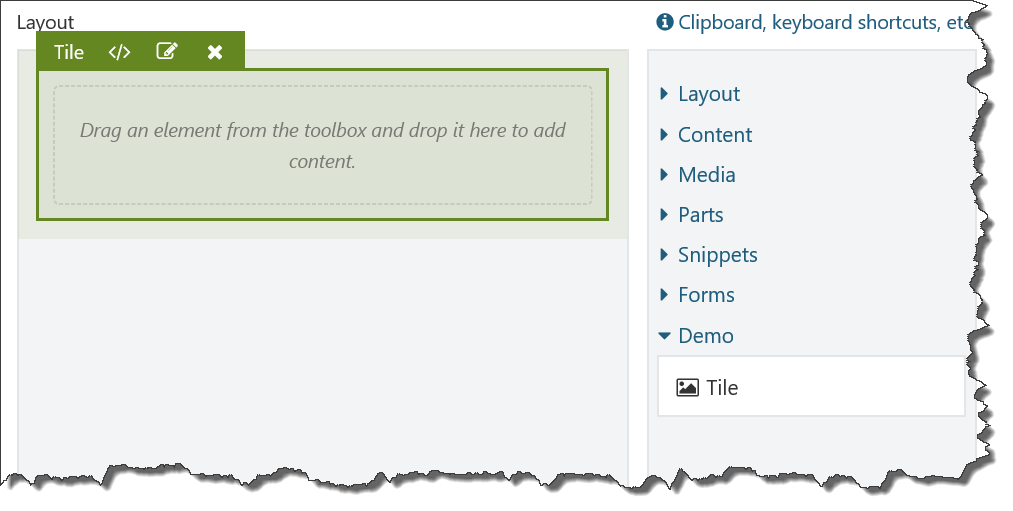 Layout
Clipboard, keyboard shortcuts, etc
Tile
Drag an element from the toolbox and drop it here to add
content.
Layout
Content
Media
Parts
Snippets
Forms
Demo
Tile